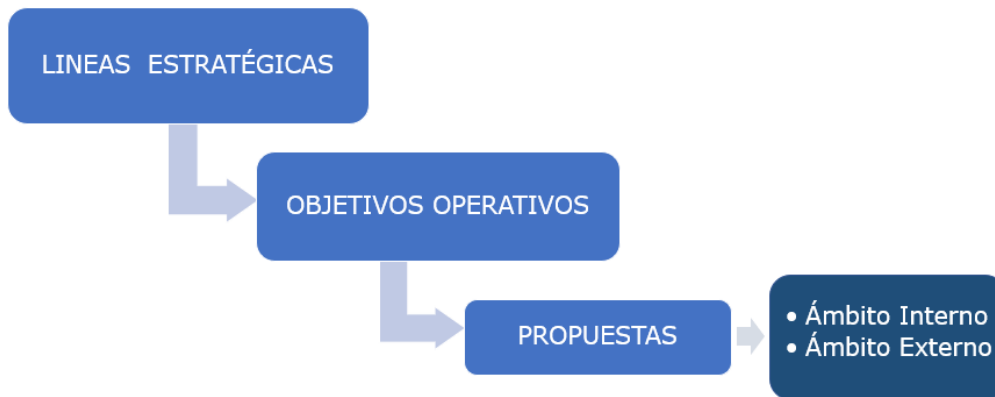 LINEAS ESTRATÉGICAS
OBJETIVOS OPERATIVOS
PROPUESTAS
• Ámbito Interno
• Ámbito Externo